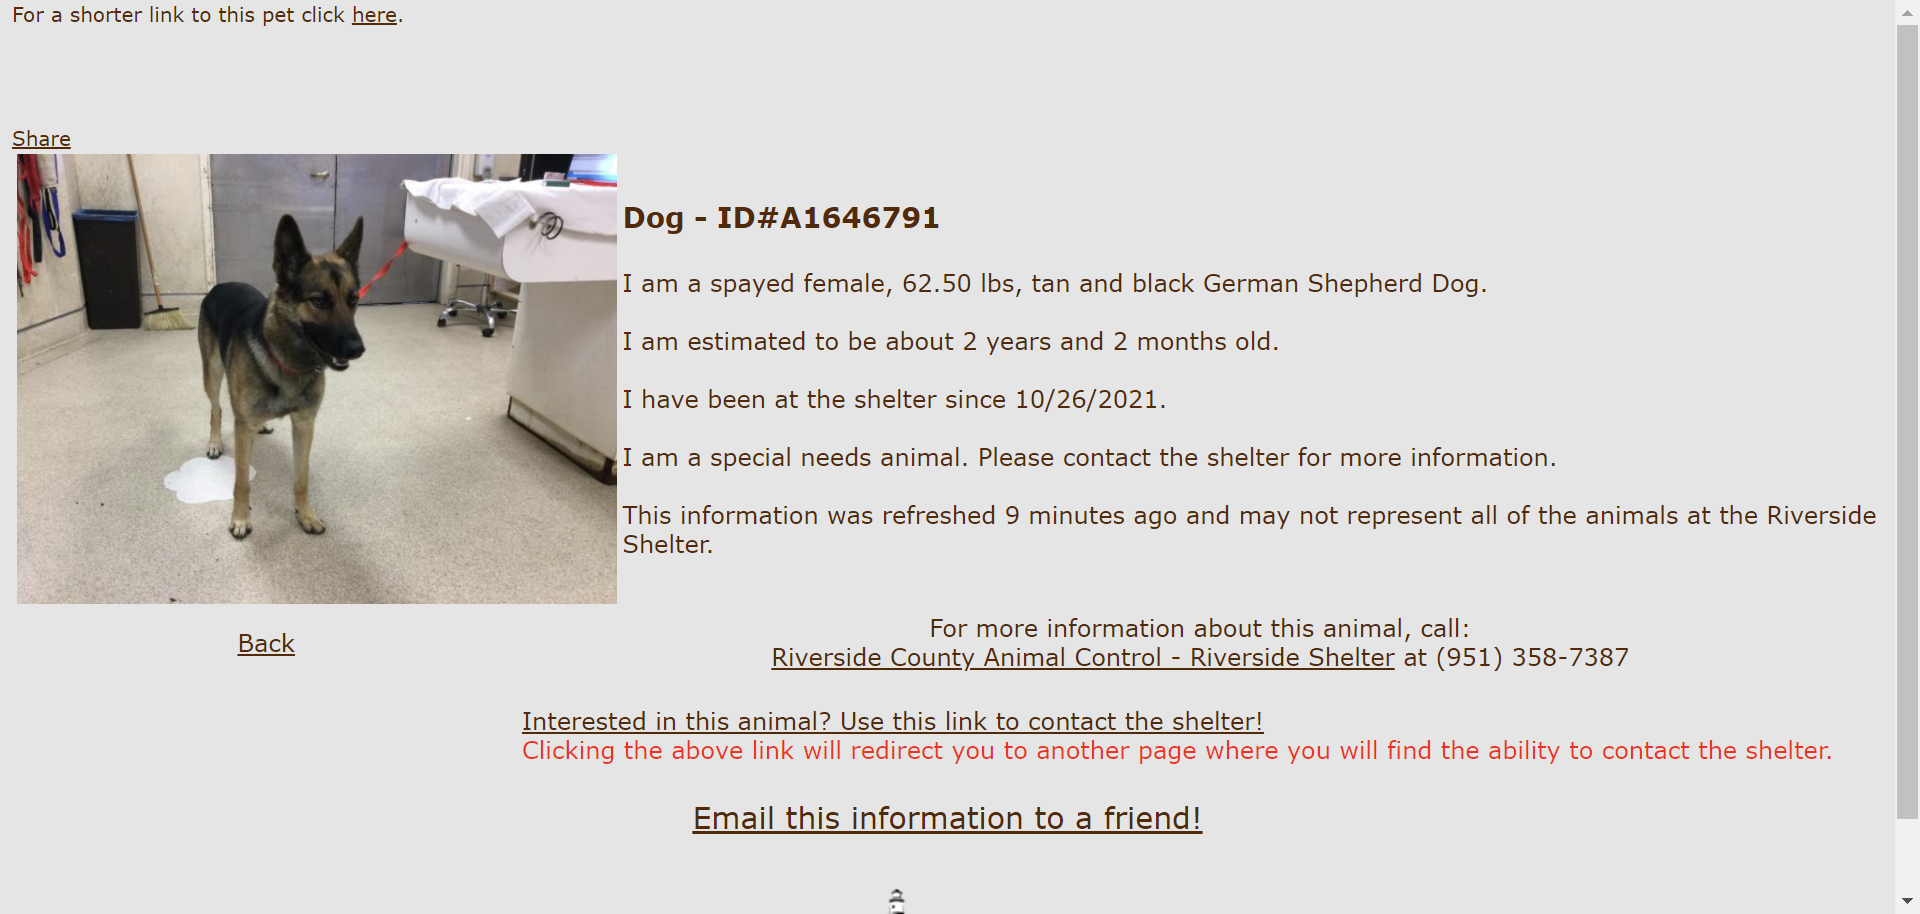 For a shorter link to this pet click here.
Share
Dog - ID#A1646791
I am a spayed female, 62.50 lbs, tan and black German Shepherd Dog.
I am estimated to be about 2 years and 2 months old.
I have been at the shelter since 10/26/2021.
I am a special needs animal. Please contact the shelter for more information.
This information was refreshed 9 minutes ago and may not represent all of the animals at the Riverside
Shelter.
Back
For more information about this animal, call:
Riverside County Animal Control - Riverside Shelter at (951) 358-7387
Interested in this animal? Use this link to contact the shelter!
Clicking the above link will redirect you to another page where you will find the ability to contact the shelter.
Email this information to a friend!